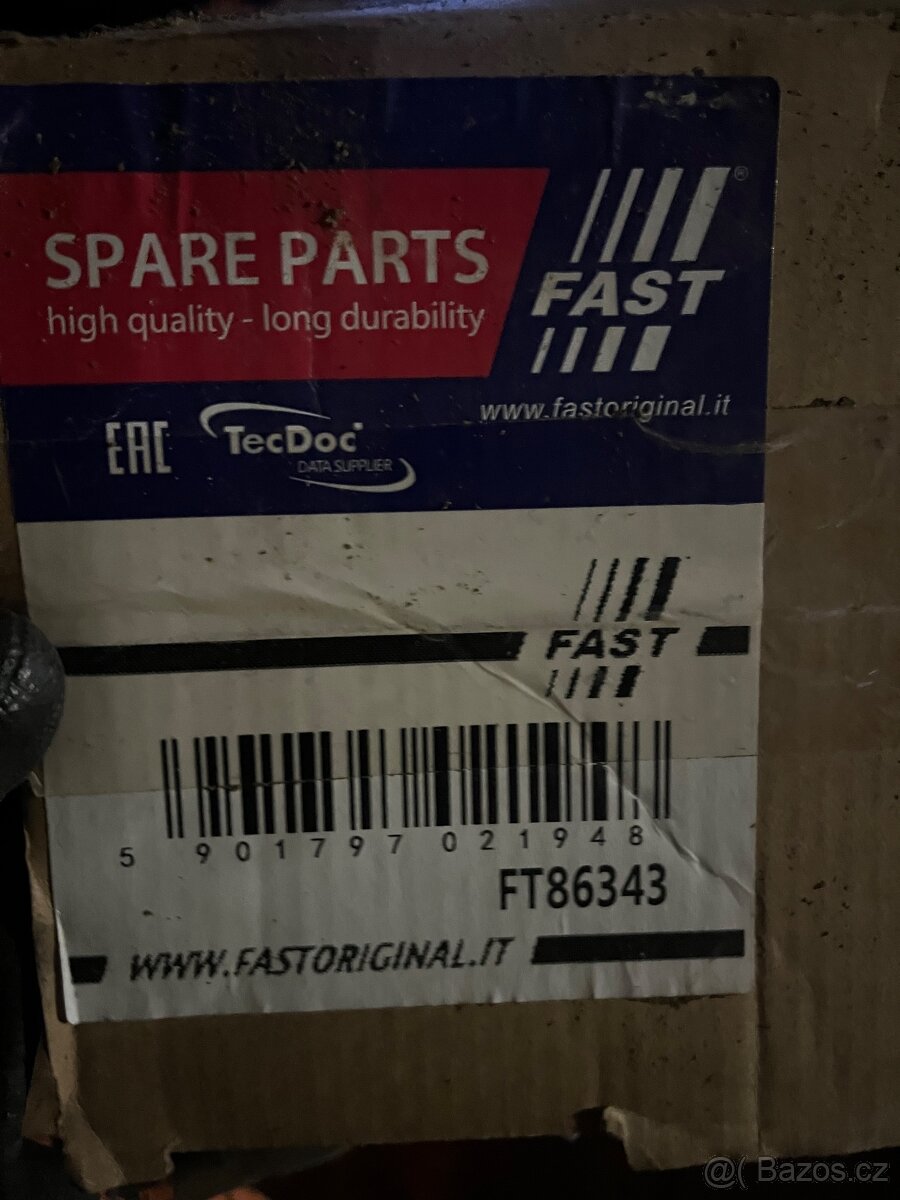 SPARE PARTS
high quality - long durability
FAST®
www.fastoriginal.it
EAC
TecDoc
DATA SUPPLIER
FAST
5 901797 021948
FT86343
WWW.FASTORIGINAL.IT
@( Bazos.cz